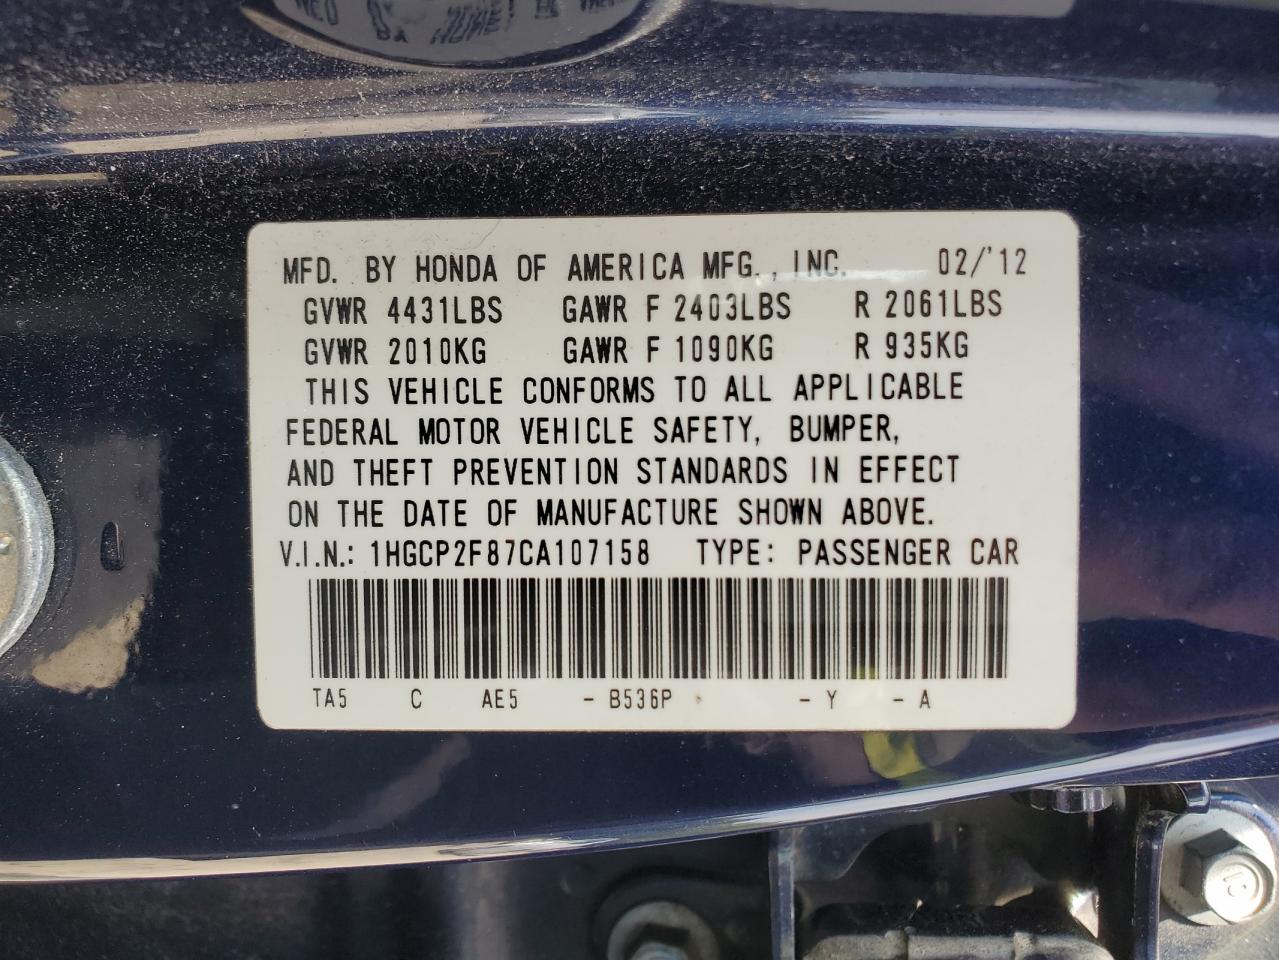 MFD. BY HONDA OF AMERICA MFG., INC. 02/'12
GVWR 4431LBS GAWR F 2403LBS R 2061LBS
GVWR 2010KG GAWR F 1090KG R 935KG
THIS VEHICLE CONFORMS TO ALL APPLICABLE
FEDERAL MOTOR VEHICLE SAFETY, BUMPER,
AND THEFT PREVENTION STANDARDS IN EFFECT
ON THE DATE OF MANUFACTURE SHOWN ABOVE.
V.I.N.: 1HGCP2F87CA107158 TYPE: PASSENGER CAR
TA5 C AE5 - B536P - Y - A